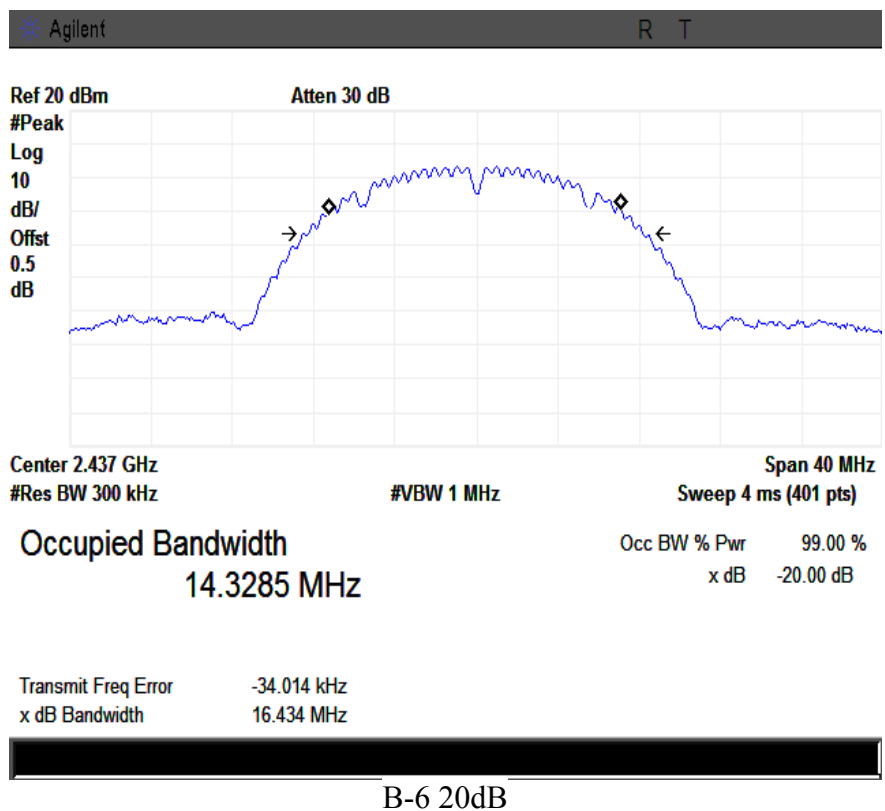 Agilent R T
Ref 20 dBm Atten 30 dB
#Peak
Log
10
dB/
Offst
0.5
dB
Center 2.437 GHz Span 40 MHz
#Res BW 300 kHz #VBW 1 MHz Sweep 4 ms (401 pts)
Occupied Bandwidth
14.3285 MHz
Occ BW % Pwr 99.00 %
x dB -20.00 dB
Transmit Freq Error -34.014 kHz
x dB Bandwidth 16.434 MHz
B-6 20dB